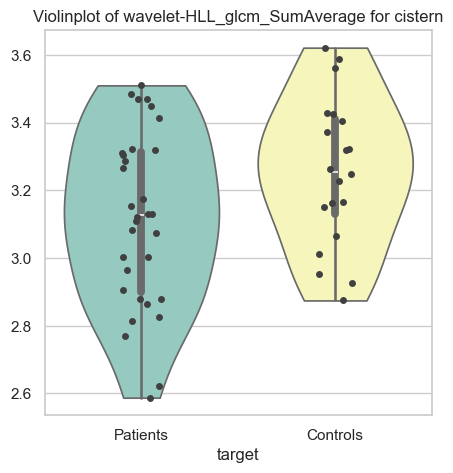 Violinplot of wavelet-HLL_glcm_SumAverage for cistern
3.6
3.4
3.2
3.0
2.8
2.6
Patients
Controls
target